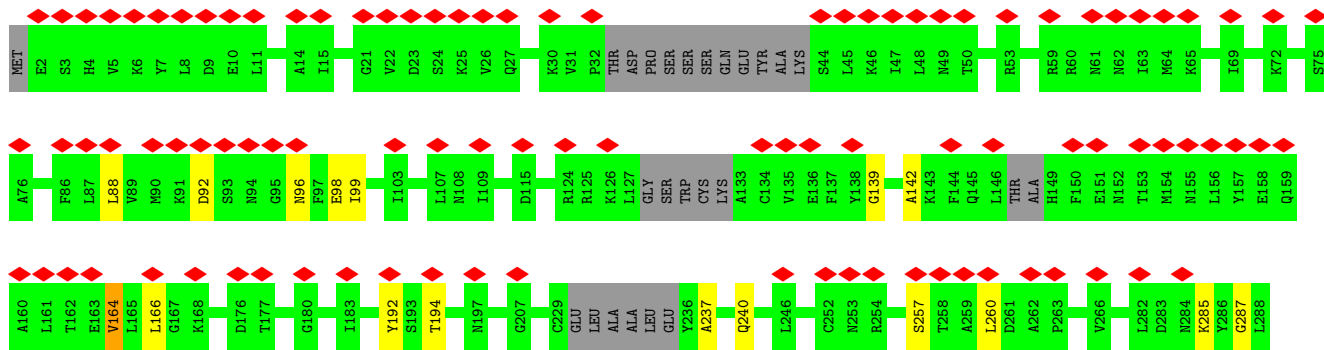 MET E2 S3 H4 V5 K6 Y7 L8 D9 E10 L11 A14 I15 G21 V22 D23 S24 K25 V26 Q27 K30 V31 P32 THR ASP PRO SER SER SER GLN GLU TYR ALA LYS S44 L45 K46 I47 L48 N49 T50 R53 R59 R60 N61 N62 I63 M64 K65 I69 K72 S75
A76 F86 L87 L88 V89 M90 K91 D92 S93 N94 G95 N96 F97 E98 I99 I103 L107 N108 I109 D115 R124 R125 K126 L127 GLY SER TRP CYS LYS A133 C134 V135 E136 F137 Y138 G139 A142 K143 F144 Q145 L146 THR ALA H149 F150 E151 N152 T153 M154 N155 L156 Y157 E158 Q159
A160 L161 T162 E163 V164 L165 L166 G167 K168 D176 T177 G180 I183 Y192 S193 T194 N197 G207 C229 GLU LEU ALA ALA LEU GLU Y236 A237 Q240 L246 C252 N253 R254 S257 T258 A259 L260 D261 A262 P263 V266 L282 D283 N284 K285 Y286 G287 L288